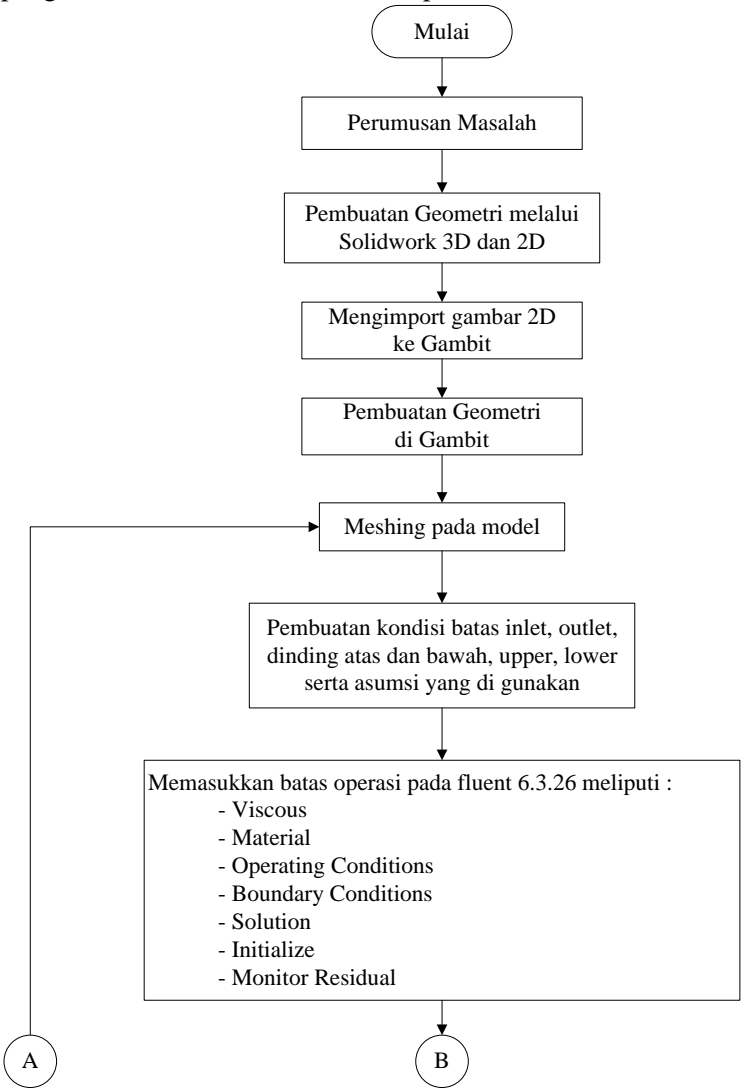 Mulai
Perumusan Masalah
Pembuatan Geometri melalui
Solidwork 3D dan 2D
Mengimport gambar 2D
ke Gambit
Pembuatan Geometri
di Gambit
Meshing pada model
Pembuatan kondisi batas inlet, outlet,
dinding atas dan bawah, upper, lower
serta asumsi yang di gunakan
Memasukkan batas operasi pada fluent 6.3.26 meliputi :
- Viscous
- Material
- Operating Conditions
- Boundary Conditions
- Solution
- Initialize
- Monitor Residual
A
B